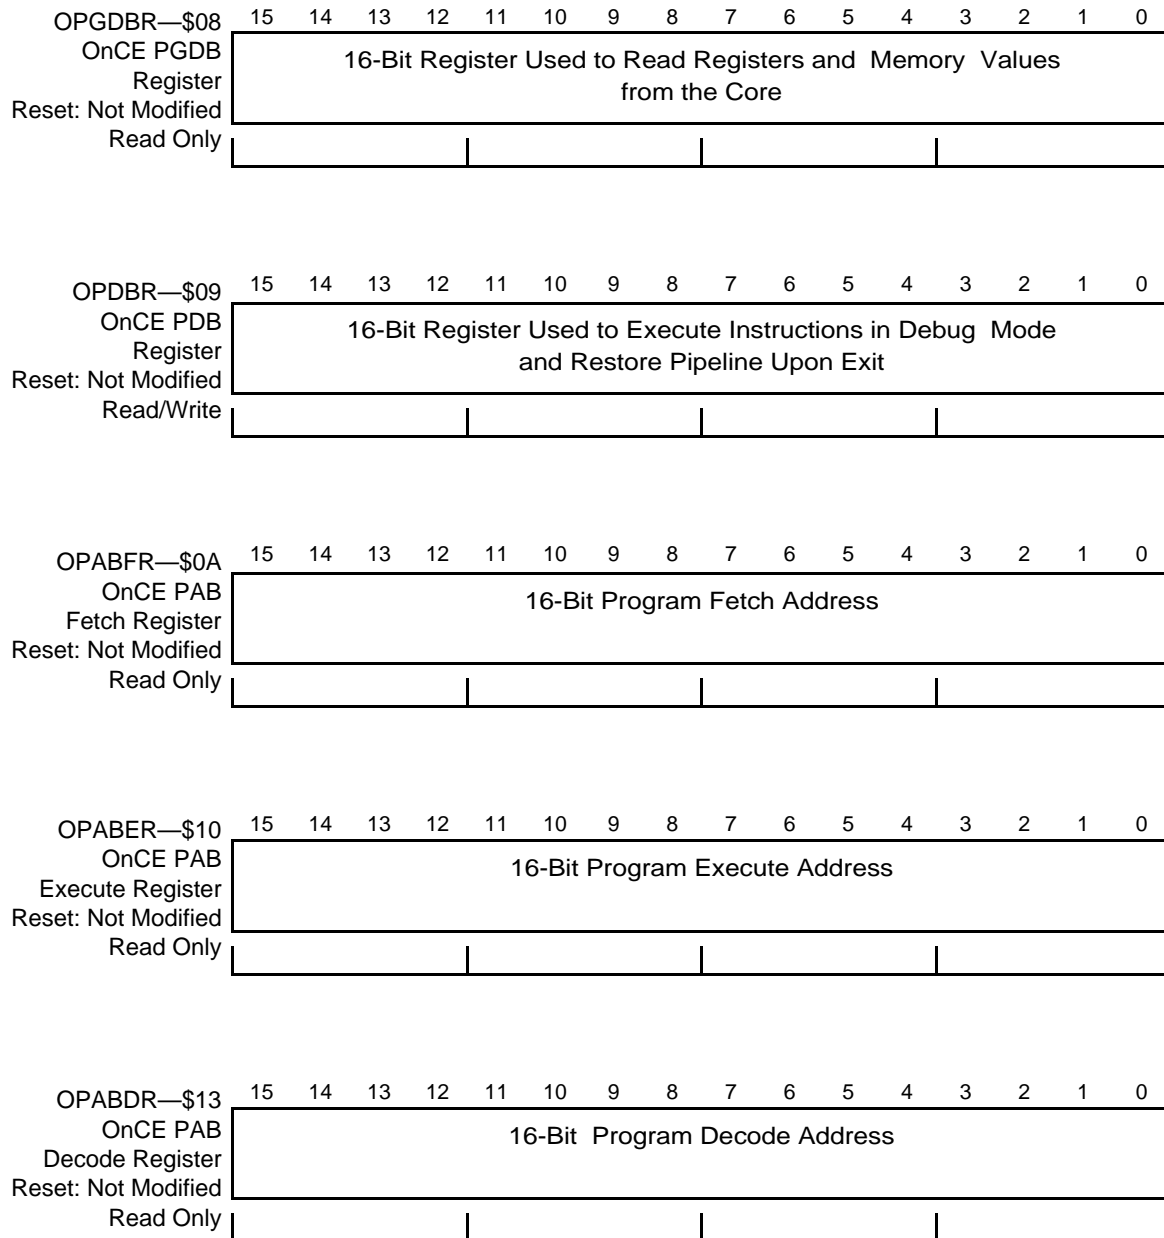 OPGDBR—$08 15 14 13 12 11 10 9 8 7 6 5 4 3 2 1 0
OnCE PGDB
Register
Reset: Not Modified
Read Only
16-Bit Register Used to Read Registers and Memory Values
from the Core
OPDBR—$09 15 14 13 12 11 10 9 8 7 6 5 4 3 2 1 0
OnCE PDB
Register
Reset: Not Modified
Read/Write
16-Bit Register Used to Execute Instructions in Debug Mode
and Restore Pipeline Upon Exit
OPABFR—$0A 15 14 13 12 11 10 9 8 7 6 5 4 3 2 1 0
OnCE PAB
Fetch Register
Reset: Not Modified
Read Only
16-Bit Program Fetch Address
OPABER—$10 15 14 13 12 11 10 9 8 7 6 5 4 3 2 1 0
OnCE PAB
Execute Register
Reset: Not Modified
Read Only
16-Bit Program Execute Address
OPABDR—$13 15 14 13 12 11 10 9 8 7 6 5 4 3 2 1 0
OnCE PAB
Decode Register
Reset: Not Modified
Read Only
16-Bit Program Decode Address